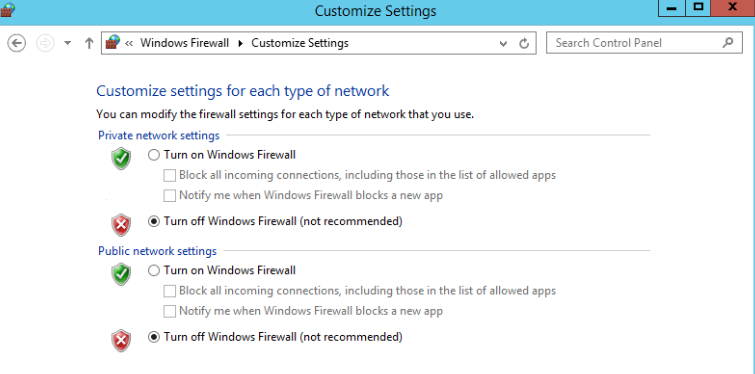 Customize Settings
« Windows Firewall ▸ Customize Settings
Search Control Panel
Customize settings for each type of network
You can modify the firewall settings for each type of network that you use.
Private network settings
Turn on Windows Firewall
Block all incoming connections, including those in the list of allowed apps
Notify me when Windows Firewall blocks a new app
Turn off Windows Firewall (not recommended)
Public network settings
Turn on Windows Firewall
Block all incoming connections, including those in the list of allowed apps
Notify me when Windows Firewall blocks a new app
Turn off Windows Firewall (not recommended)